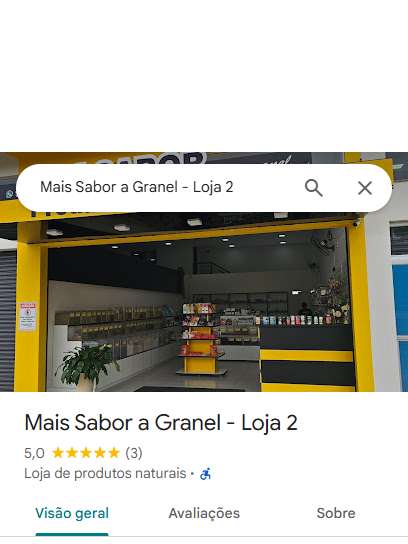 SABOR
Mais Sabor a Granel - Loja 2
Mais Sabor a Granel - Loja 2
5,0 (3)
Loja de produtos naturais ·
Visão geral
Avaliações
Sobre